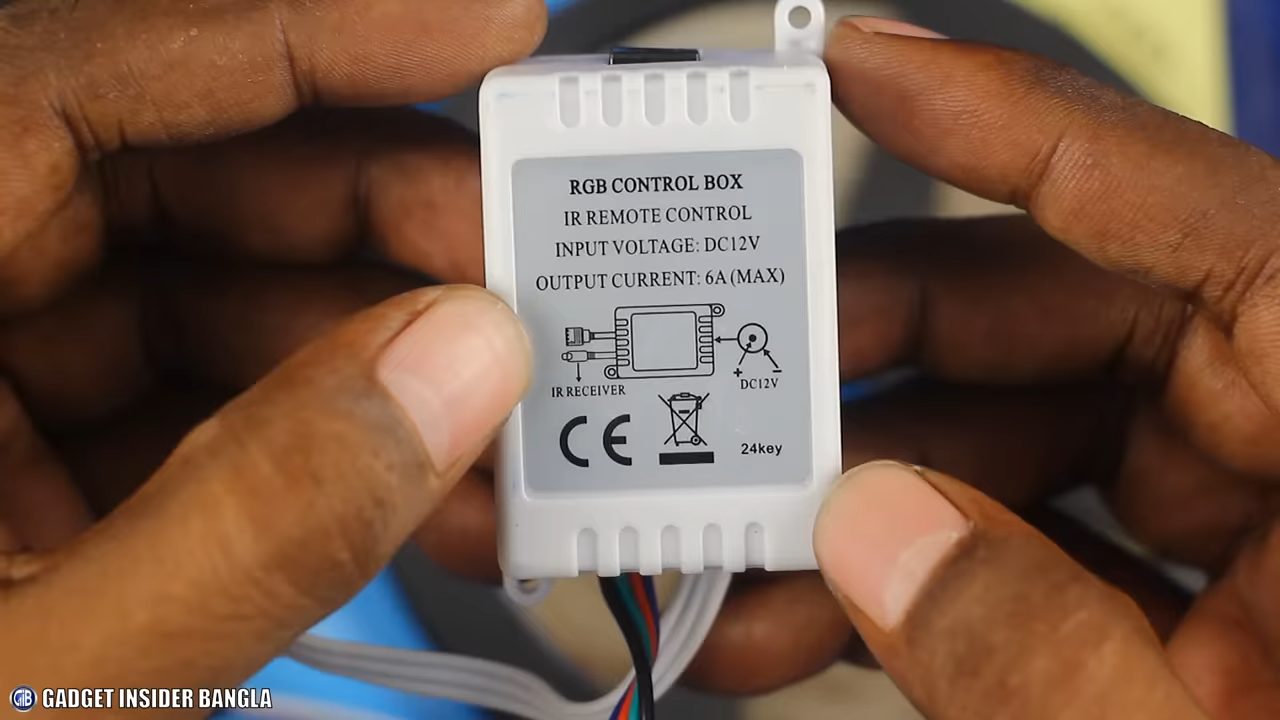 RGB CONTROL BOX
IR REMOTE CONTROL
INPUT VOLTAGE: DC12V
OUTPUT CURRENT: 6A (MAX)
+ −
IR RECEIVER
DC12V
CE
24key
GIB GADGET INSIDER BANGLA